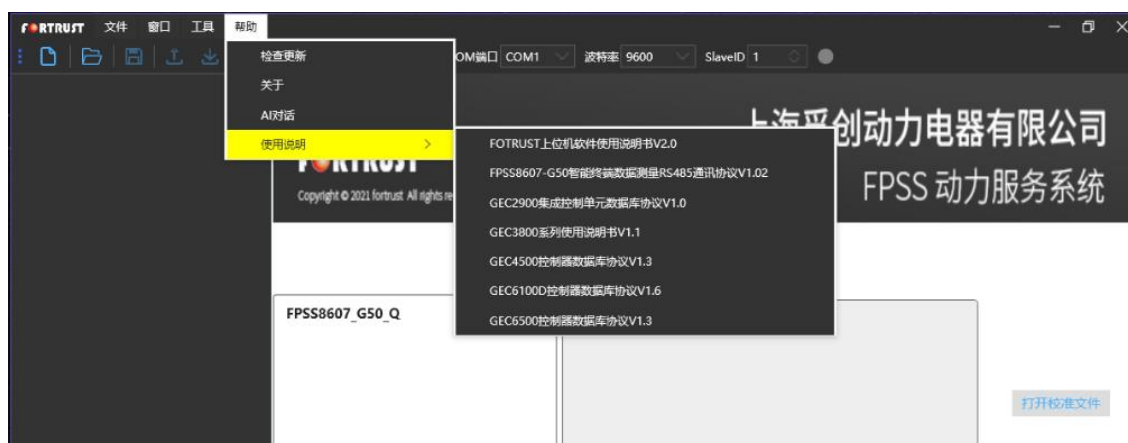 FORTRUST 文件 窗口 工具 帮助
OM端口 COM1 波特率 9600 SlaveID 1
检查更新
关于
AI对话
使用说明
FOTRUST上位机软件使用说明书V2.0
FPSS8607-G50智能终端数据测量RS485通讯协议V1.02
GEC2900集成控制单元数据库协议V1.0
GEC3800系列使用说明书V1.1
GEC4500控制器数据库协议V1.3
GEC6100D控制器数据库协议V1.6
GEC6500控制器数据库协议V1.3
上海孚创动力电器有限公司
FPSS 动力服务系统
FORTRUST
Copyright © 2021 fortrust All rights re
FPSS8607_G50_Q
打开校准文件